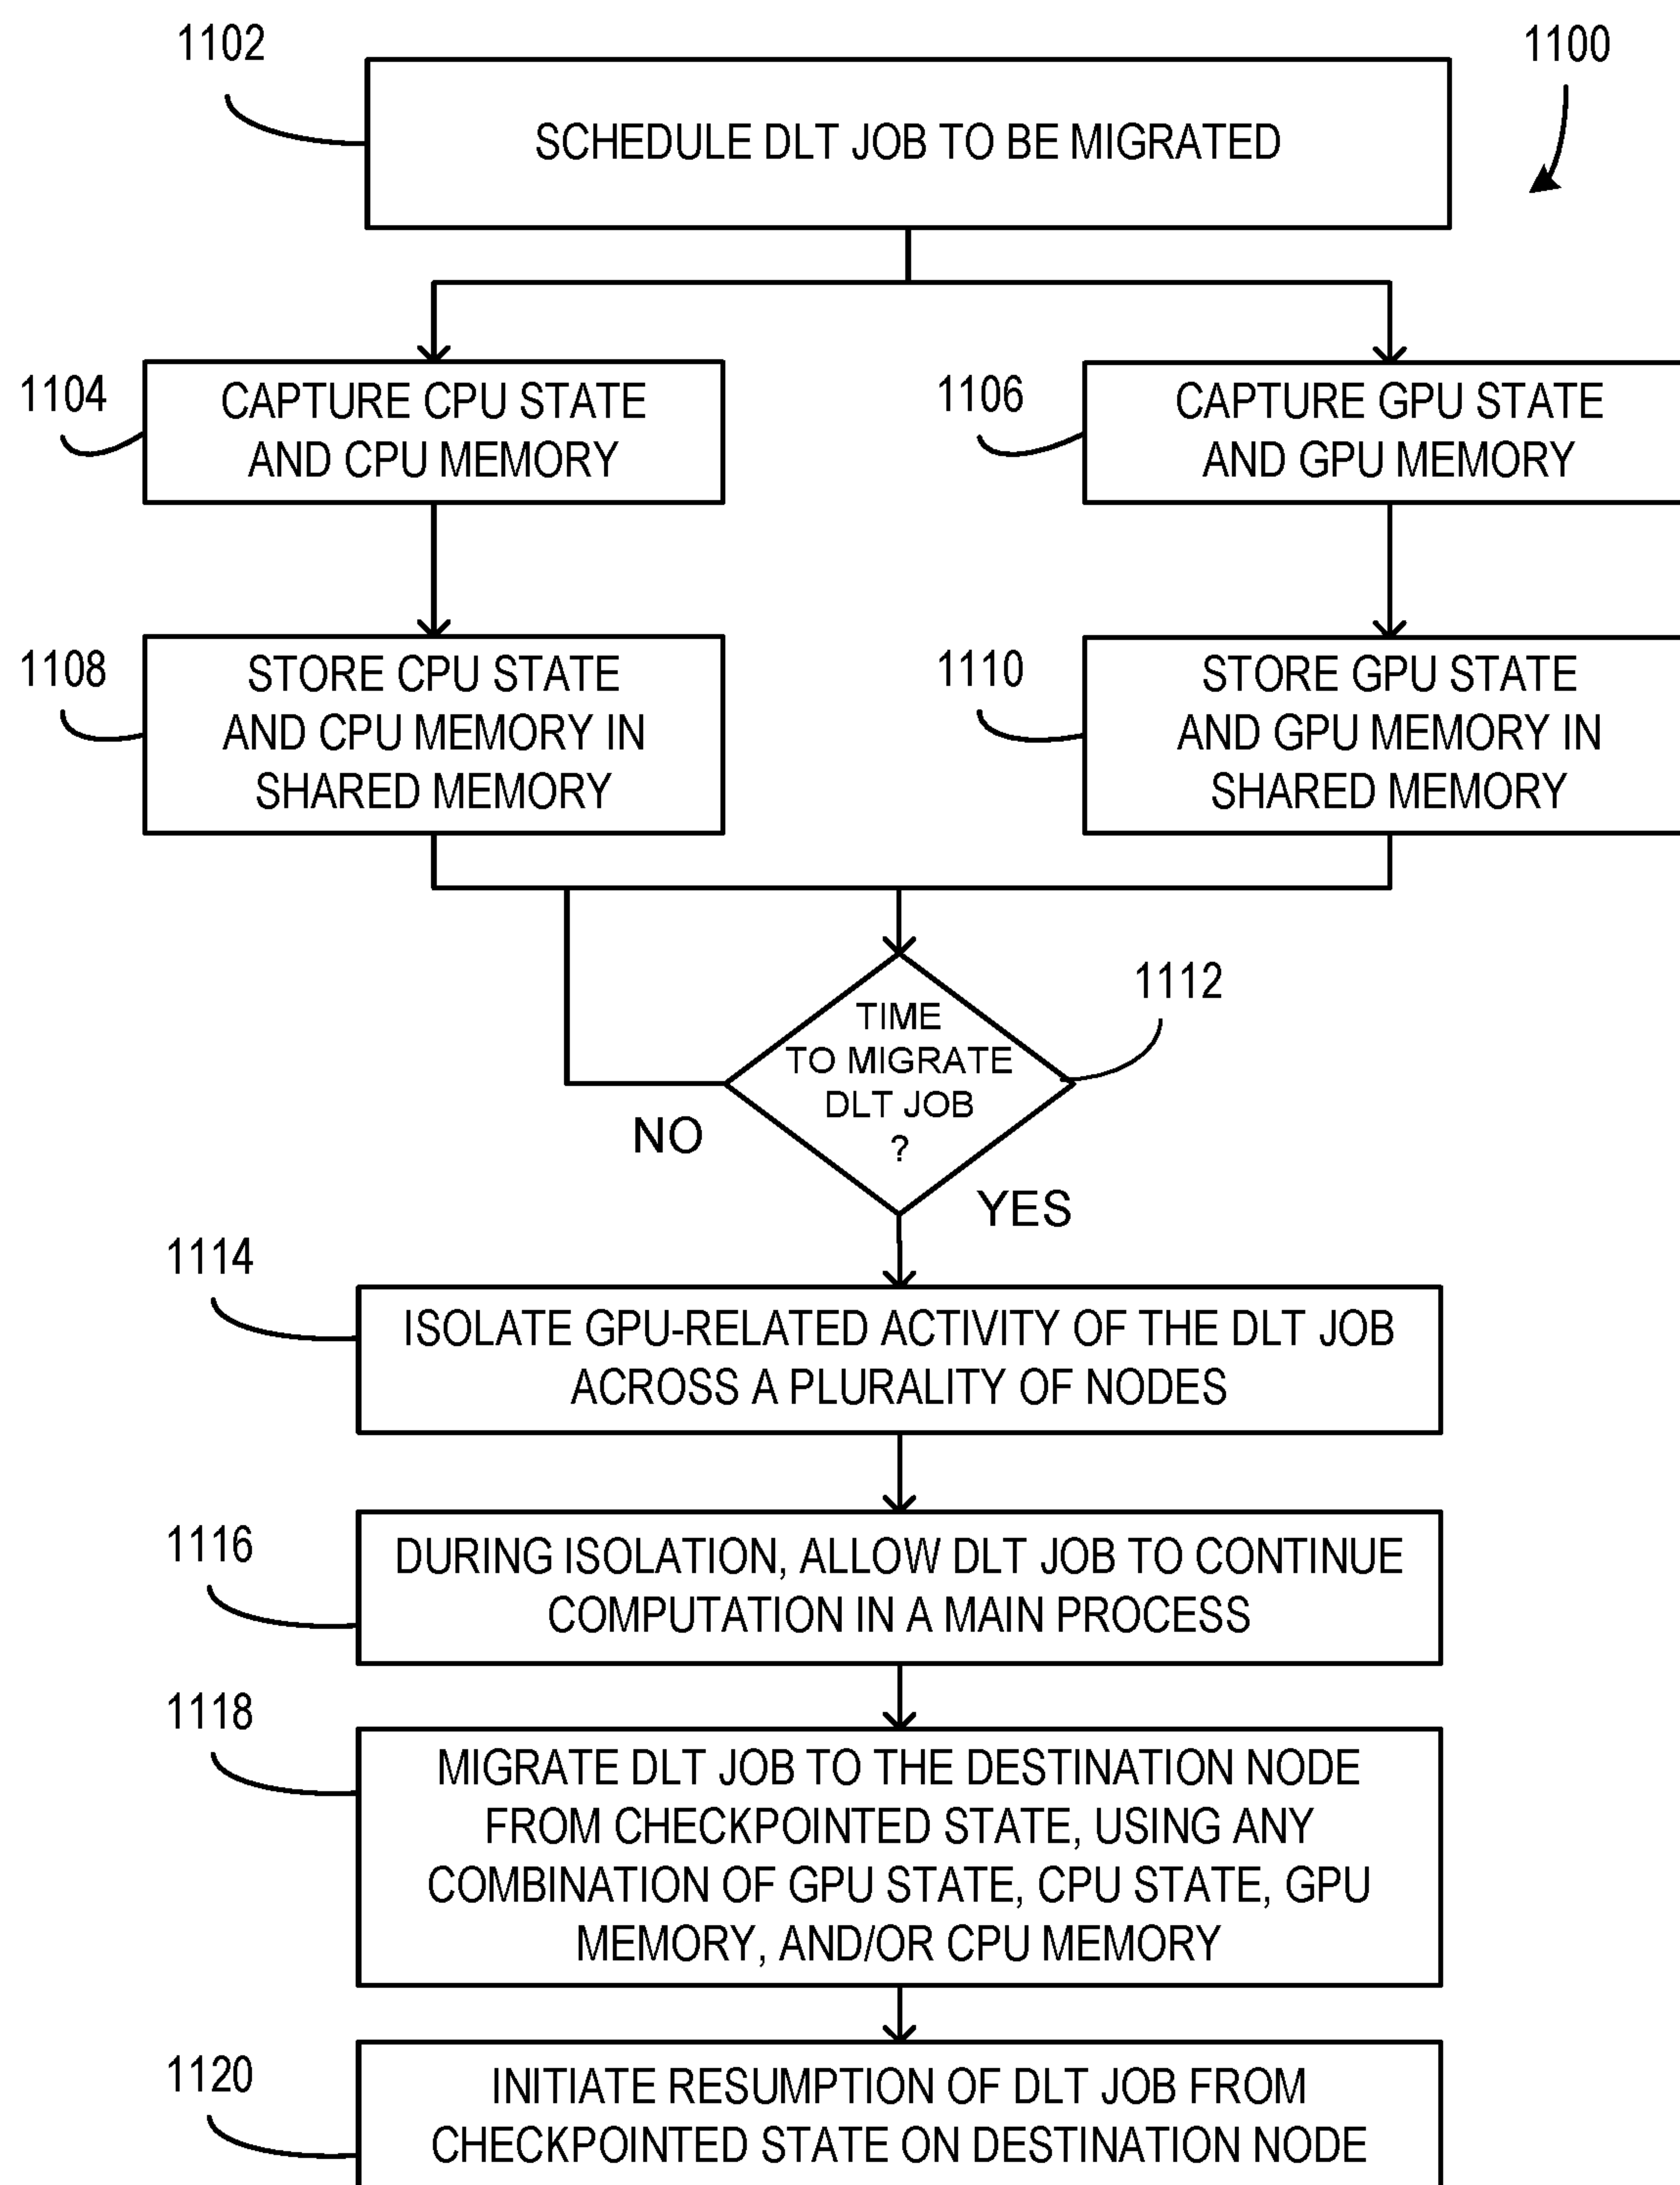 1102
1100
SCHEDULE DLT JOB TO BE MIGRATED
1104
CAPTURE CPU STATE
AND CPU MEMORY
1106
CAPTURE GPU STATE
AND GPU MEMORY
1108
STORE CPU STATE
AND CPU MEMORY IN
SHARED MEMORY
1110
STORE GPU STATE
AND GPU MEMORY IN
SHARED MEMORY
1112
TIME
TO MIGRATE
DLT JOB
?
NO
YES
1114
ISOLATE GPU-RELATED ACTIVITY OF THE DLT JOB
ACROSS A PLURALITY OF NODES
1116
DURING ISOLATION, ALLOW DLT JOB TO CONTINUE
COMPUTATION IN A MAIN PROCESS
1118
MIGRATE DLT JOB TO THE DESTINATION NODE
FROM CHECKPOINTED STATE, USING ANY
COMBINATION OF GPU STATE, CPU STATE, GPU
MEMORY, AND/OR CPU MEMORY
1120
INITIATE RESUMPTION OF DLT JOB FROM
CHECKPOINTED STATE ON DESTINATION NODE